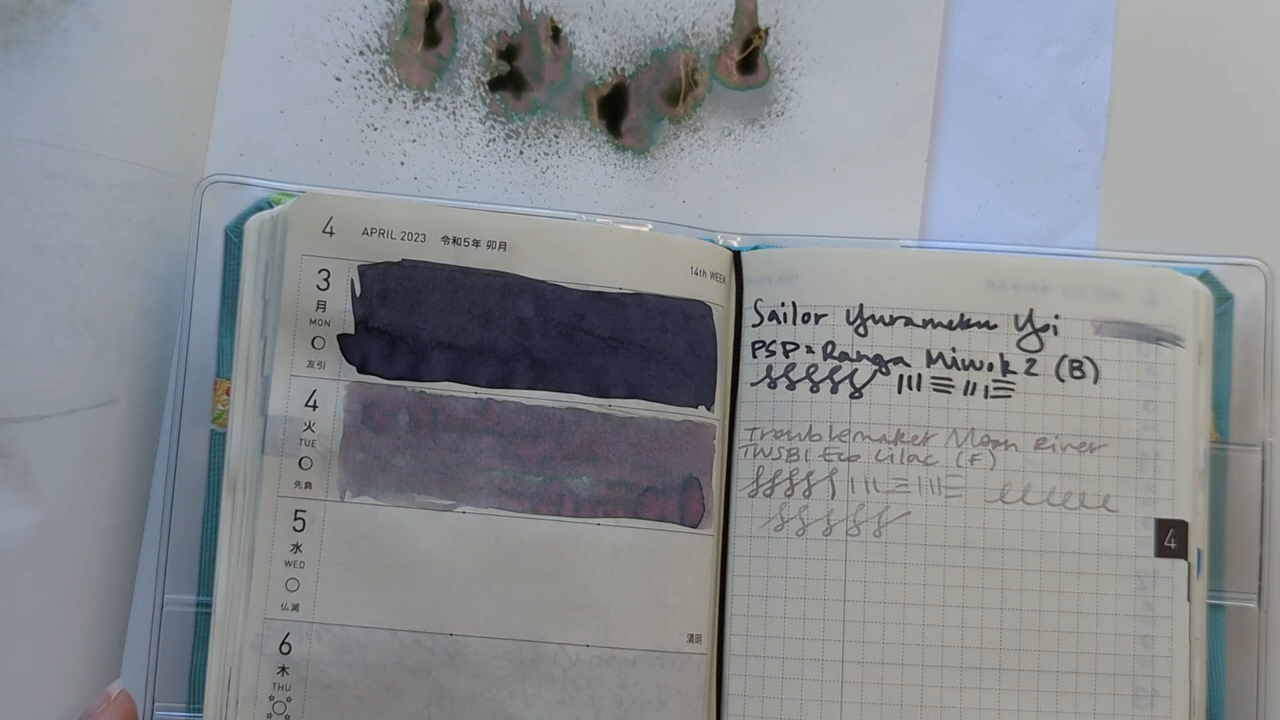 4 APRIL 2023 令和5年 卯月
14th WEEK
3
月
MON
友引
4
火
TUE
先負
5
水
WED
仏滅
清明
6
木
THU
Sailor Yurameku Yoi
PSP = Ranga Miwok 2 (B)
Troublemaker Moon River
TWSBI Eco Lilac (F)
4